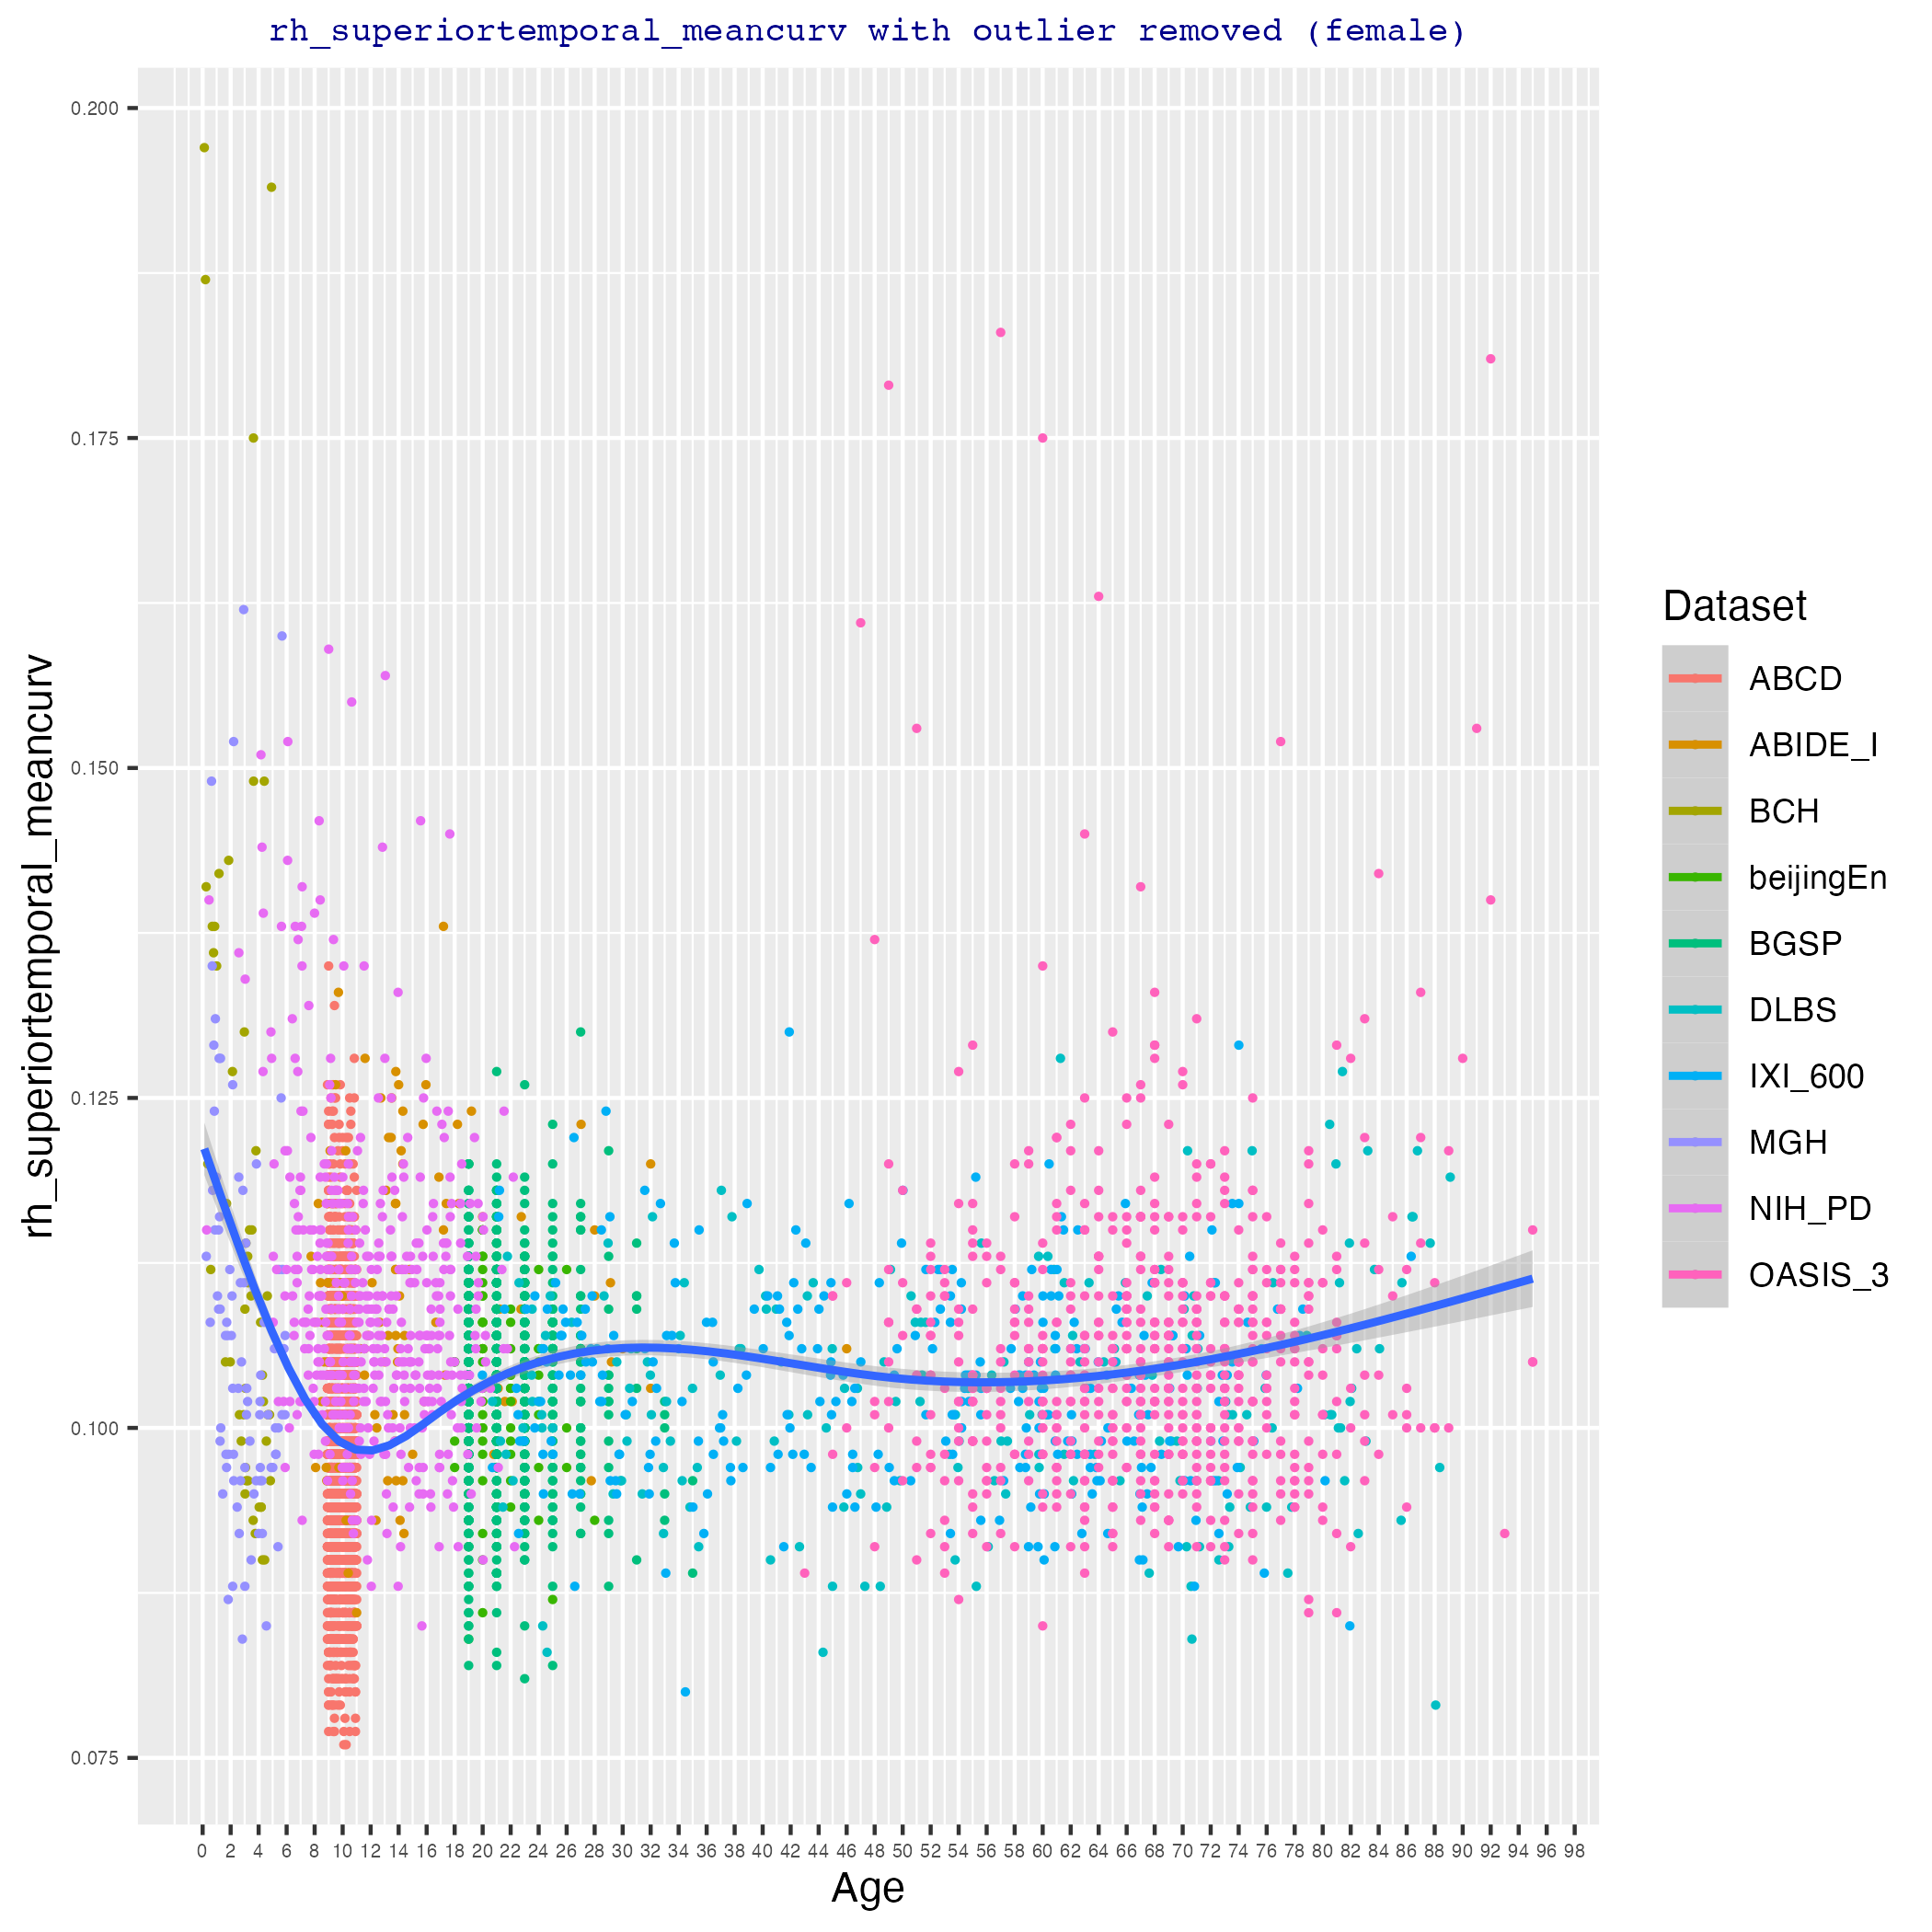 rh_superiortemporal_meancurv with outlier removed (female)
rh_superiortemporal_meancurv
0.200
0.175
0.150
0.125
0.100
0.075
0 2 4 6 8 10 12 14 16 18 20 22 24 26 28 30 32 34 36 38 40 42 44 46 48 50 52 54 56 58 60 62 64 66 68 70 72 74 76 78 80 82 84 86 88 90 92 94 96 98
Age
Dataset
ABCD
ABIDE_I
BCH
beijingEn
BGSP
DLBS
IXI_600
MGH
NIH_PD
OASIS_3